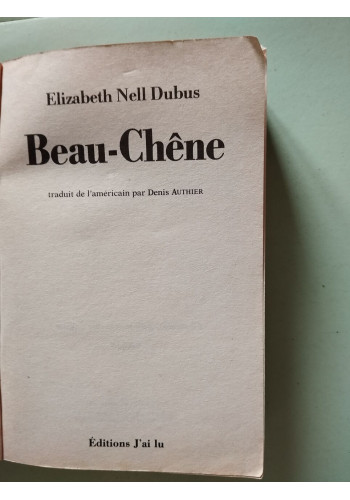 Elizabeth Nell Dubus
Beau-Chêne
traduit de l'américain par Denis AUTHIER
Éditions J'ai lu